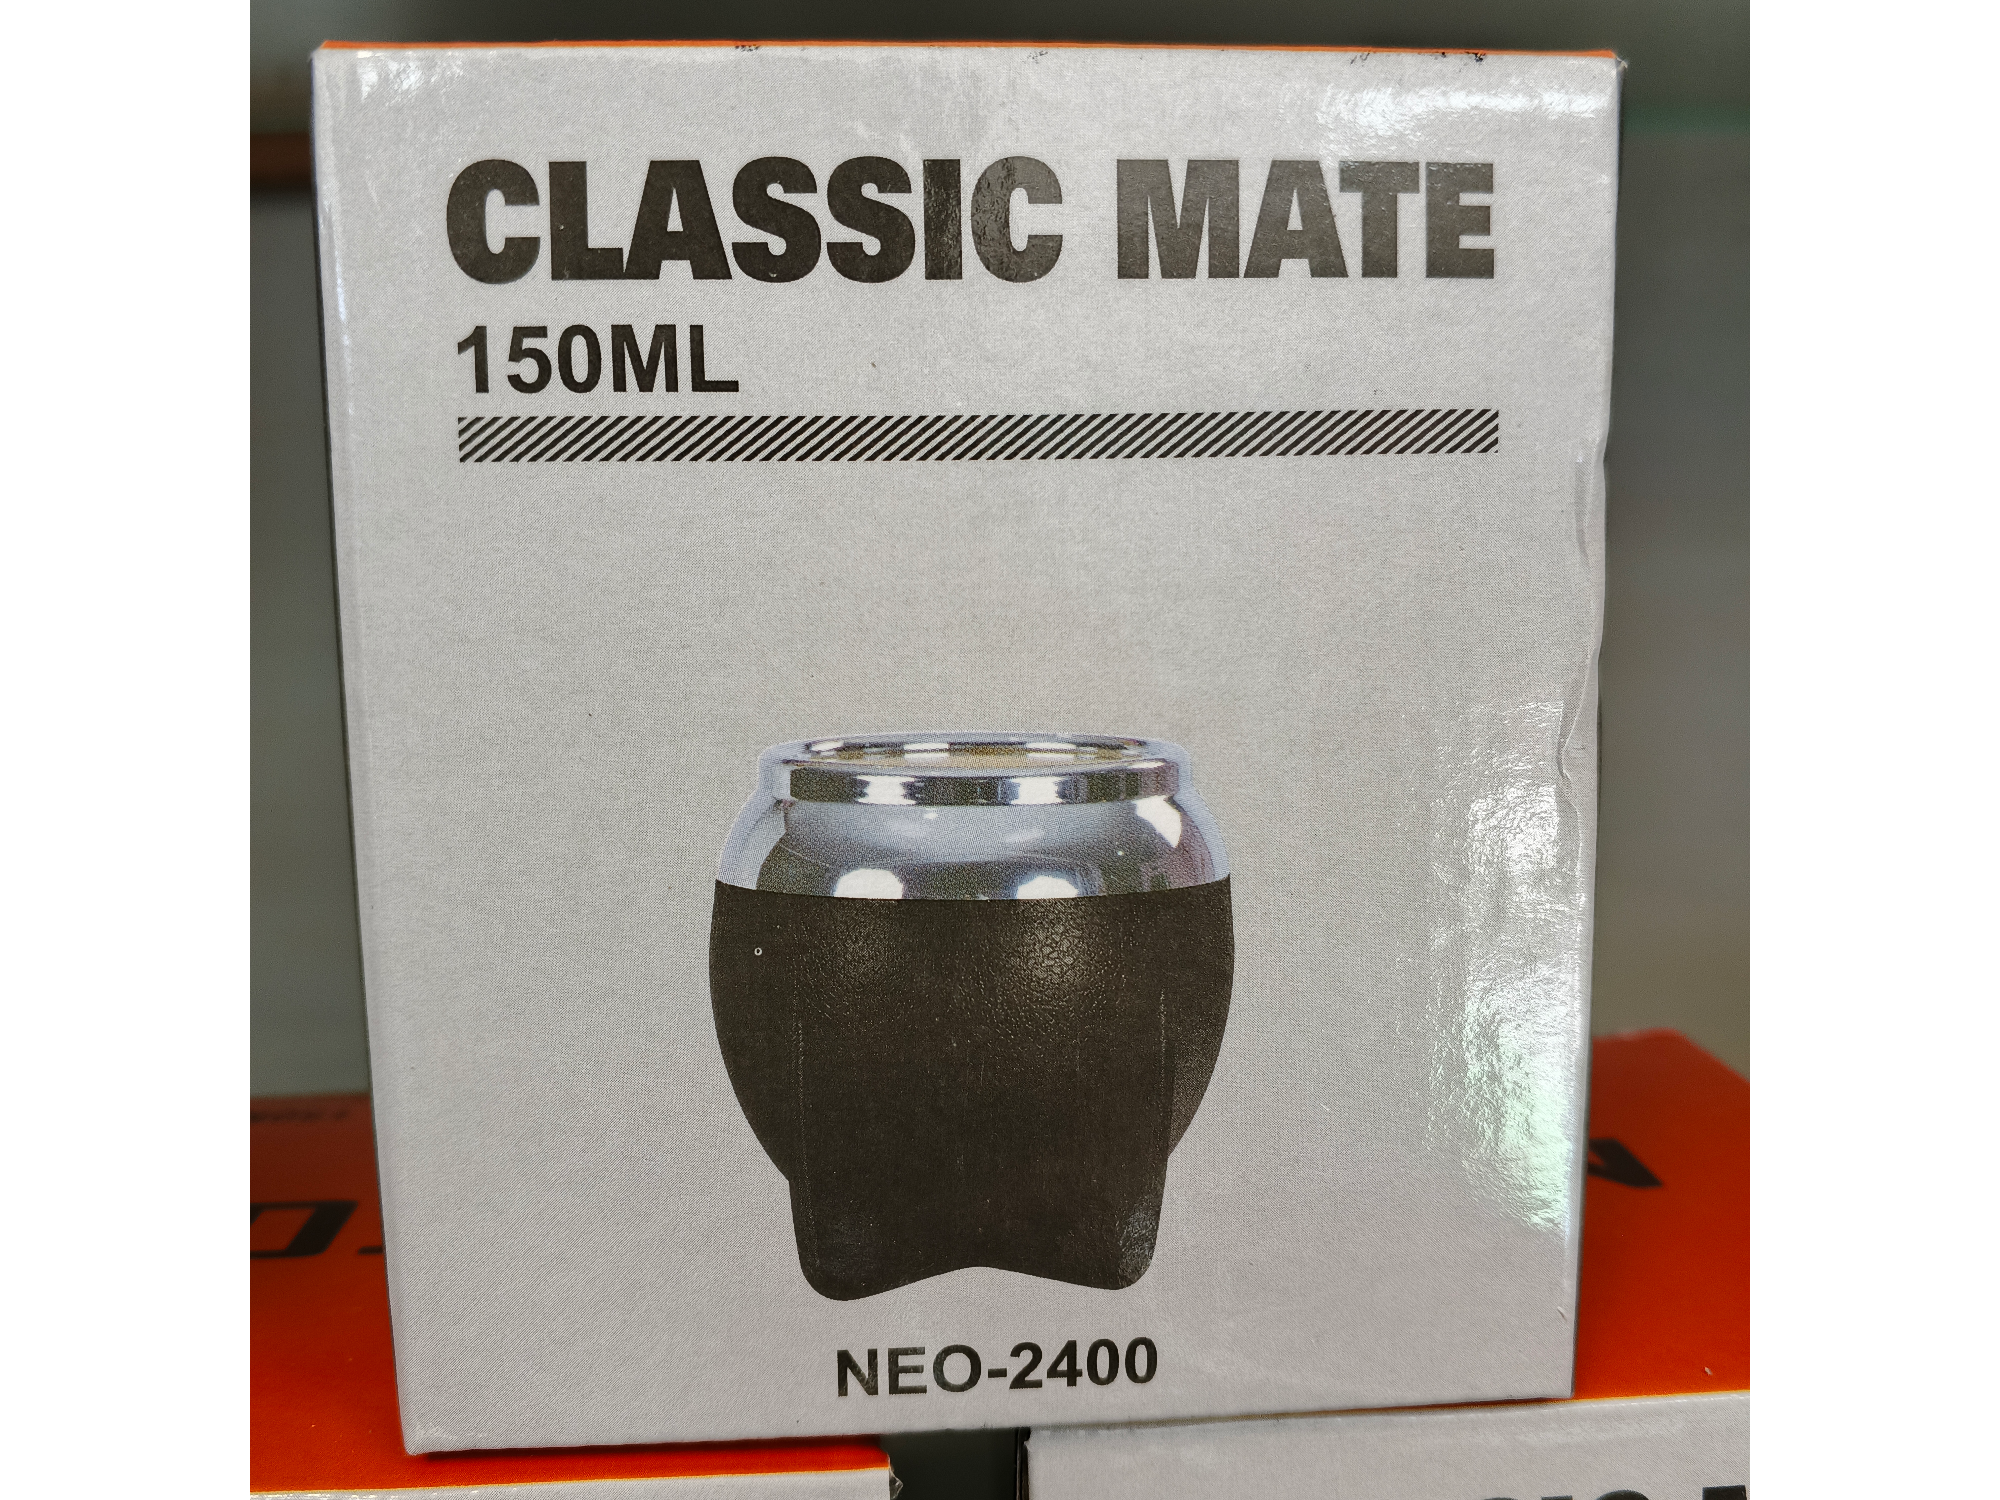 CLASSIC MATE
150ML
NEO-2400